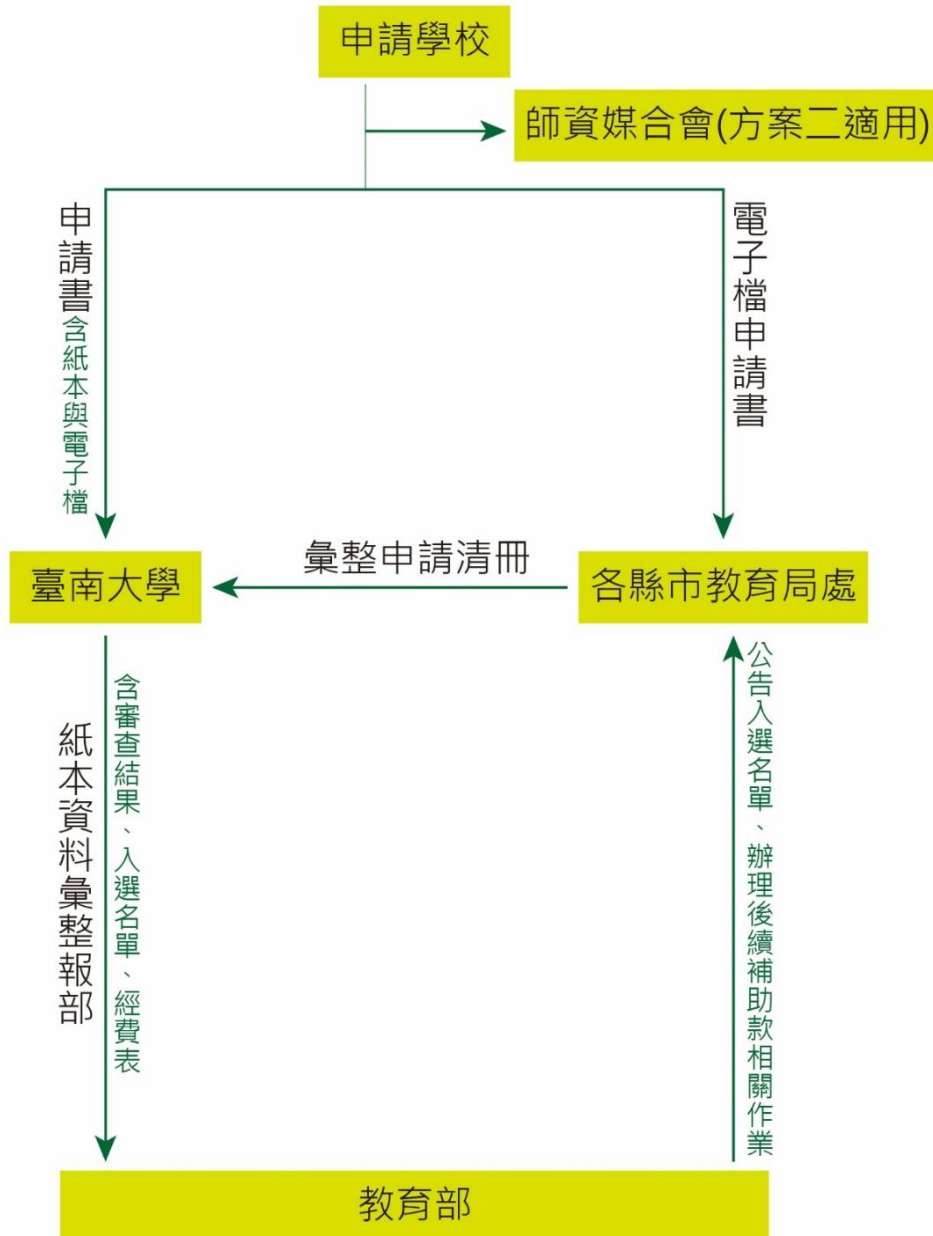 申請學校
師資媒合會(方案二適用)
申請書含紙本與電子檔
電子檔申請書
臺南大學
彙整申請清冊
各縣市教育局處
紙本資料彙整報部
含審查結果、入選名單、經費表
公告入選名單、辦理後續補助款相關作業
教育部